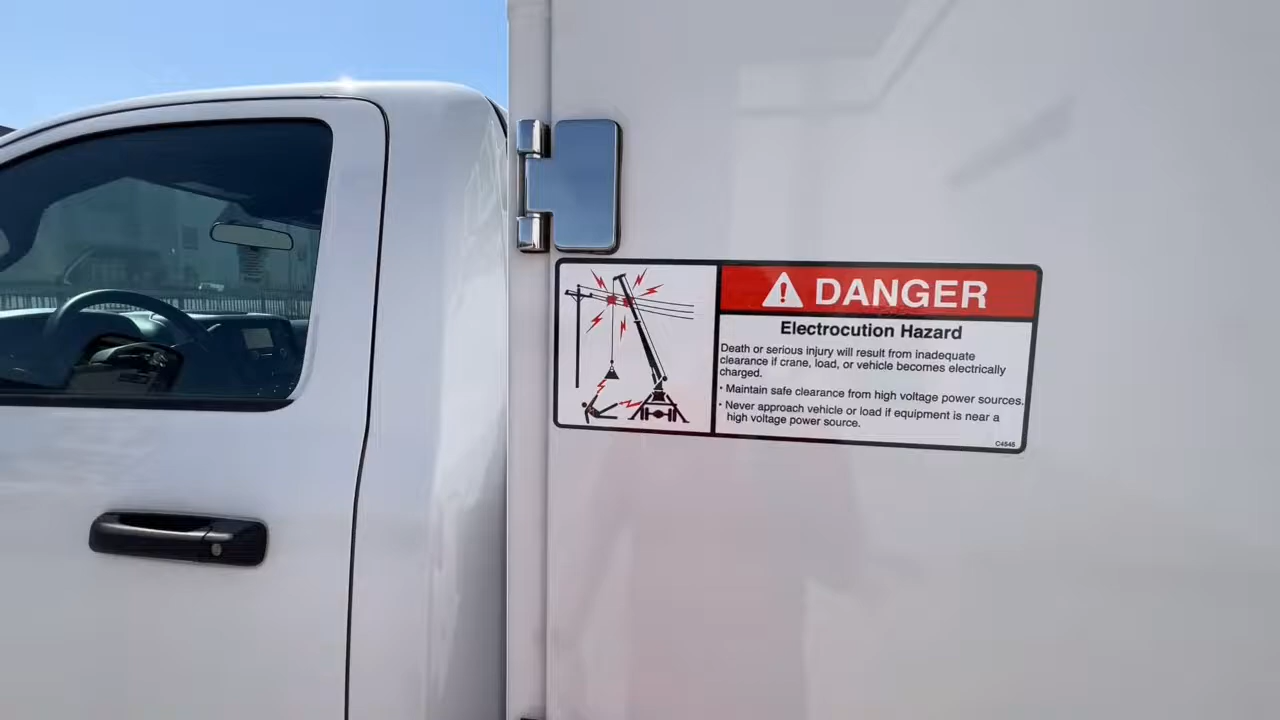 DANGER
Electrocution Hazard
Death or serious injury will result from inadequate
clearance if crane, load, or vehicle becomes electrically
charged.
• Maintain safe clearance from high voltage power sources.
• Never approach vehicle or load if equipment is near a
high voltage power source.
C4545